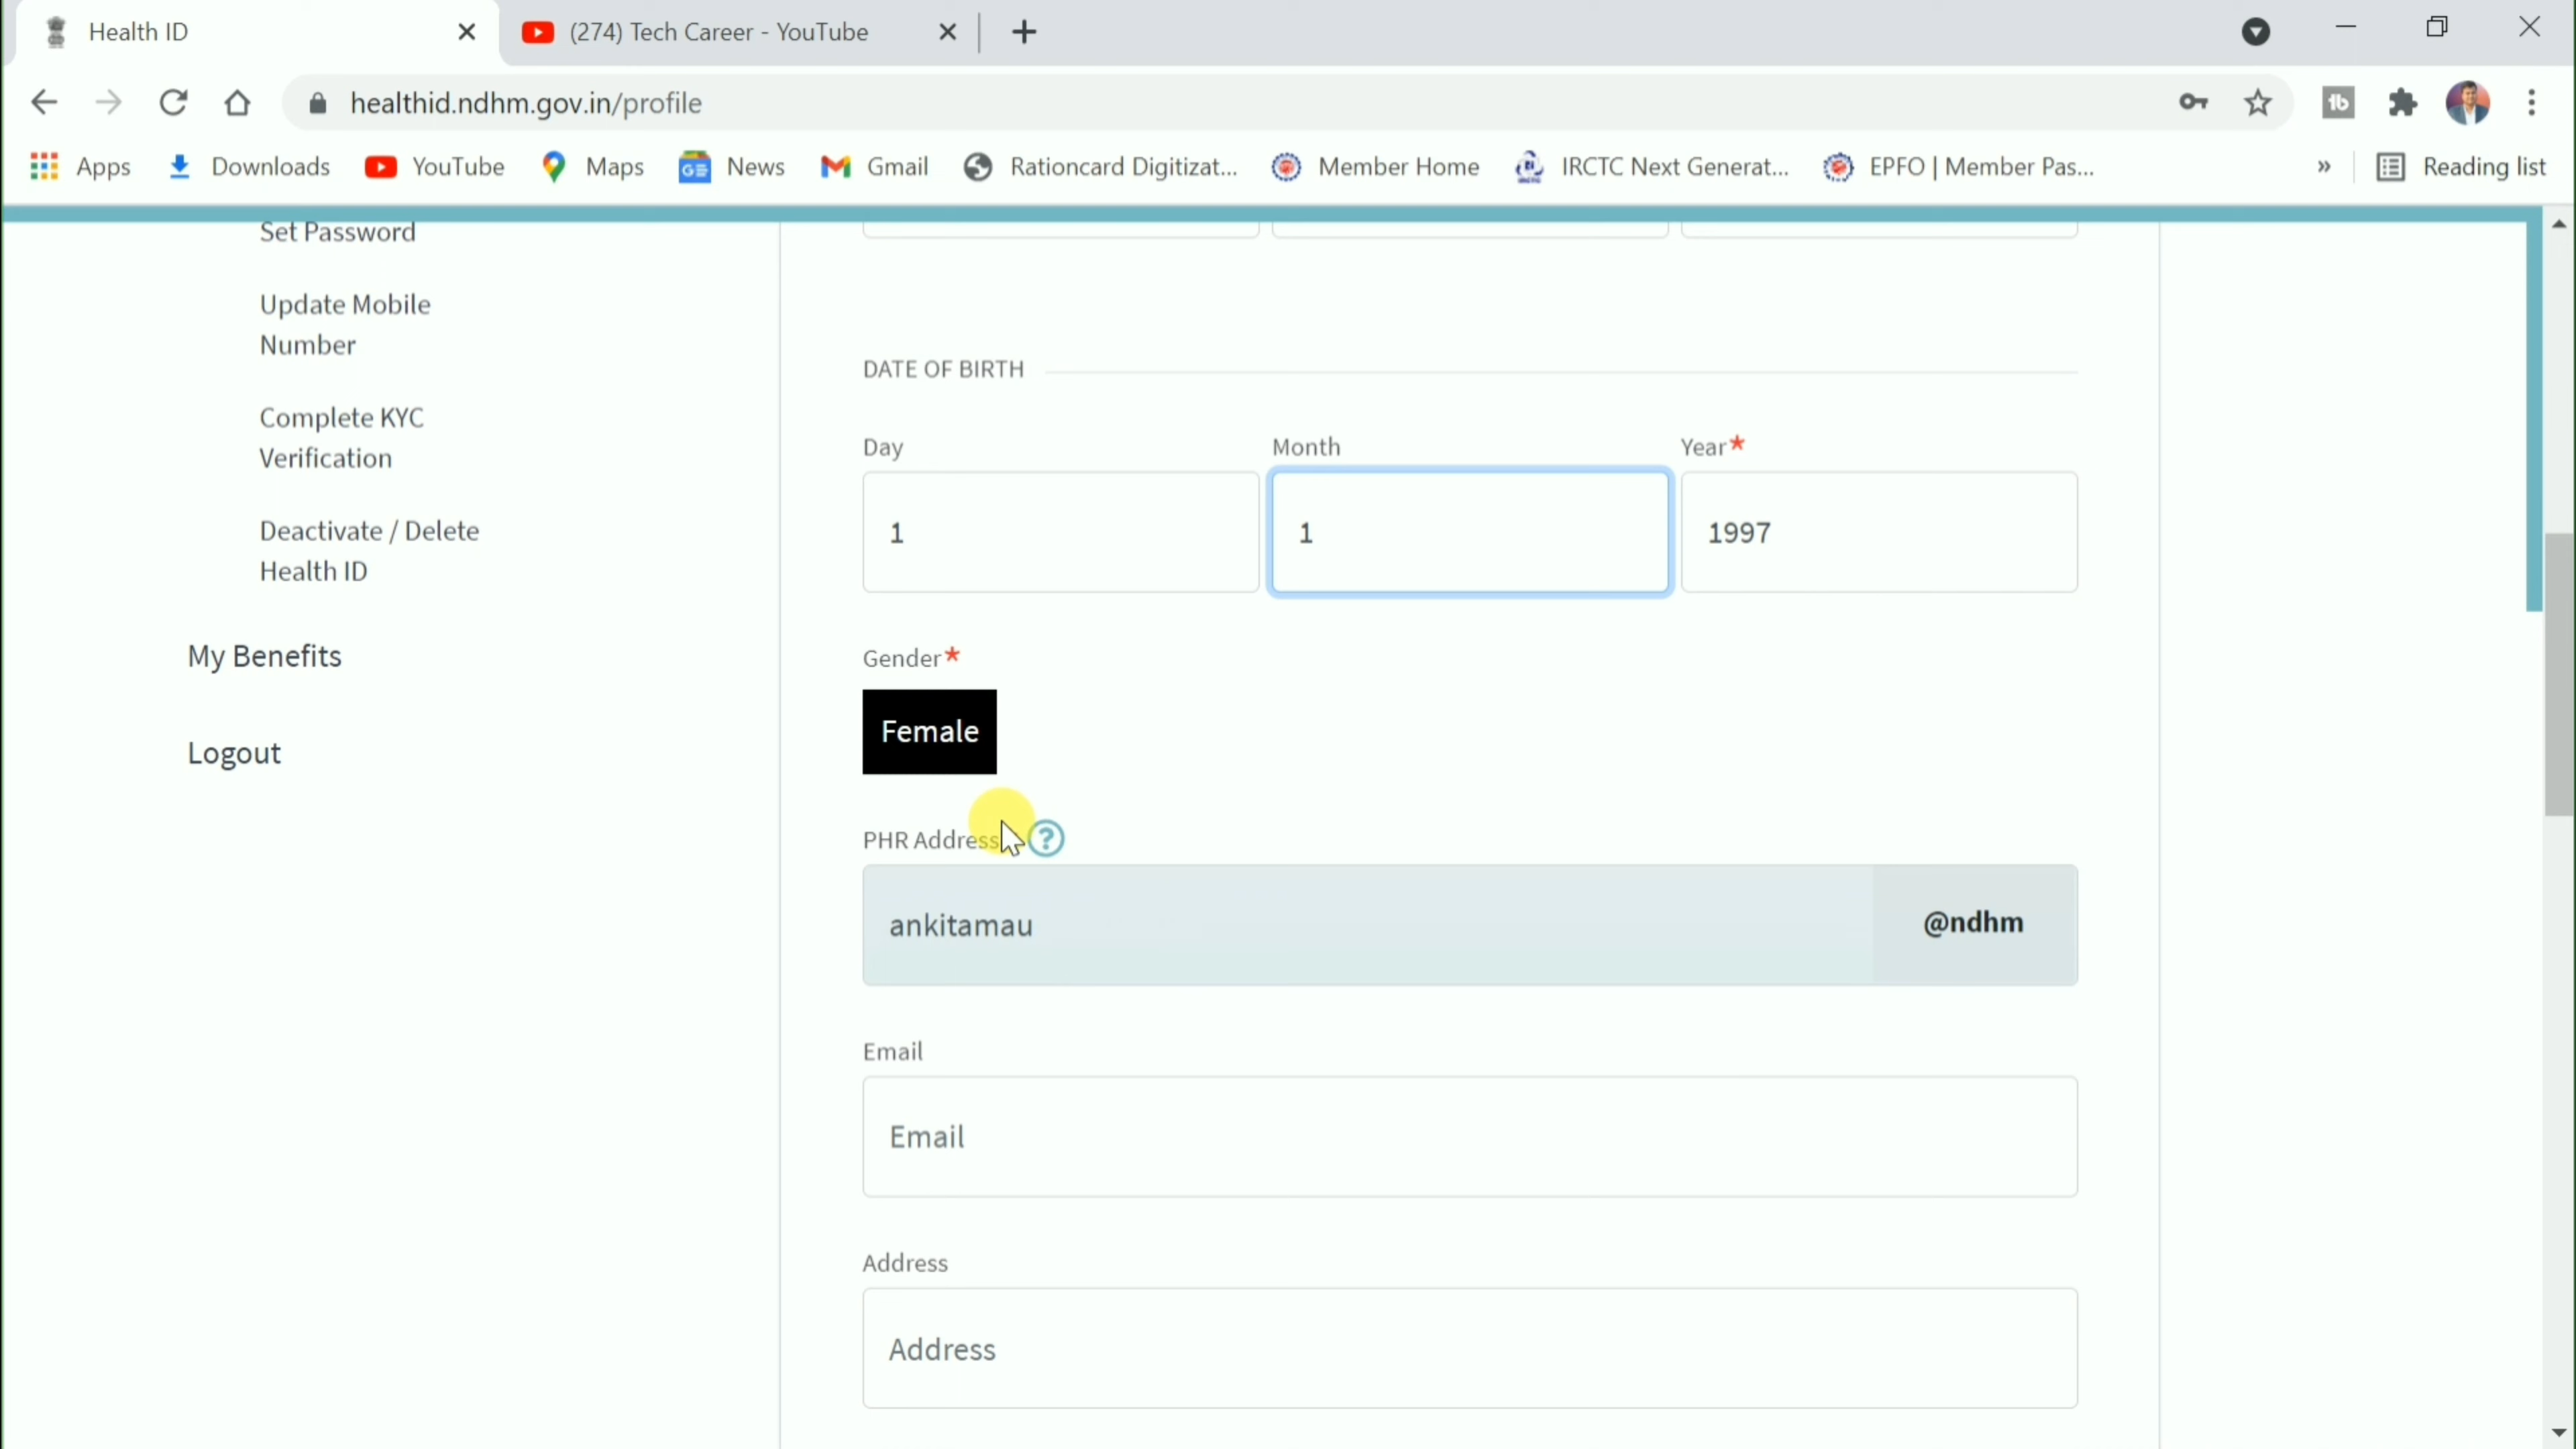 Health ID
(274) Tech Career - YouTube
healthid.ndhm.gov.in/profile
Apps
Downloads
YouTube
Maps
News
Gmail
Rationcard Digitizat...
Member Home
IRCTC Next Generat...
EPFO | Member Pas...
»
Reading list
Set Password
Update Mobile
Number
Complete KYC
Verification
Deactivate / Delete
Health ID
My Benefits
Logout
DATE OF BIRTH
Day
Month
Year*
1
1
1997
Gender*
Female
PHR Address
?
ankitamau
@ndhm
Email
Email
Address
Address